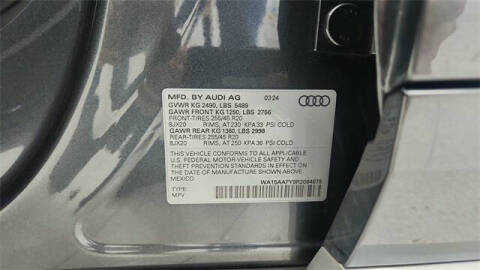 MFD. BY AUDI AG 03·24
GVWR KG 2490, LBS 5489
GAWR FRONT KG 1250, LBS 2756
FRONT-TIRES 255/45 R20
8JX20 RIMS, AT 230 KPA 33 PSI COLD
GAWR REAR KG 1360, LBS 2998
REAR-TIRES 255/45 R20
8JX20 RIMS, AT 250 KPA 36 PSI COLD
THIS VEHICLE CONFORMS TO ALL APPLICABLE
U.S. FEDERAL MOTOR VEHICLE SAFETY AND
THEFT PREVENTION STANDARDS IN EFFECT ON
THE DATE OF MANUFACTURE SHOWN ABOVE.
MEXICO
TYPE:
MPV